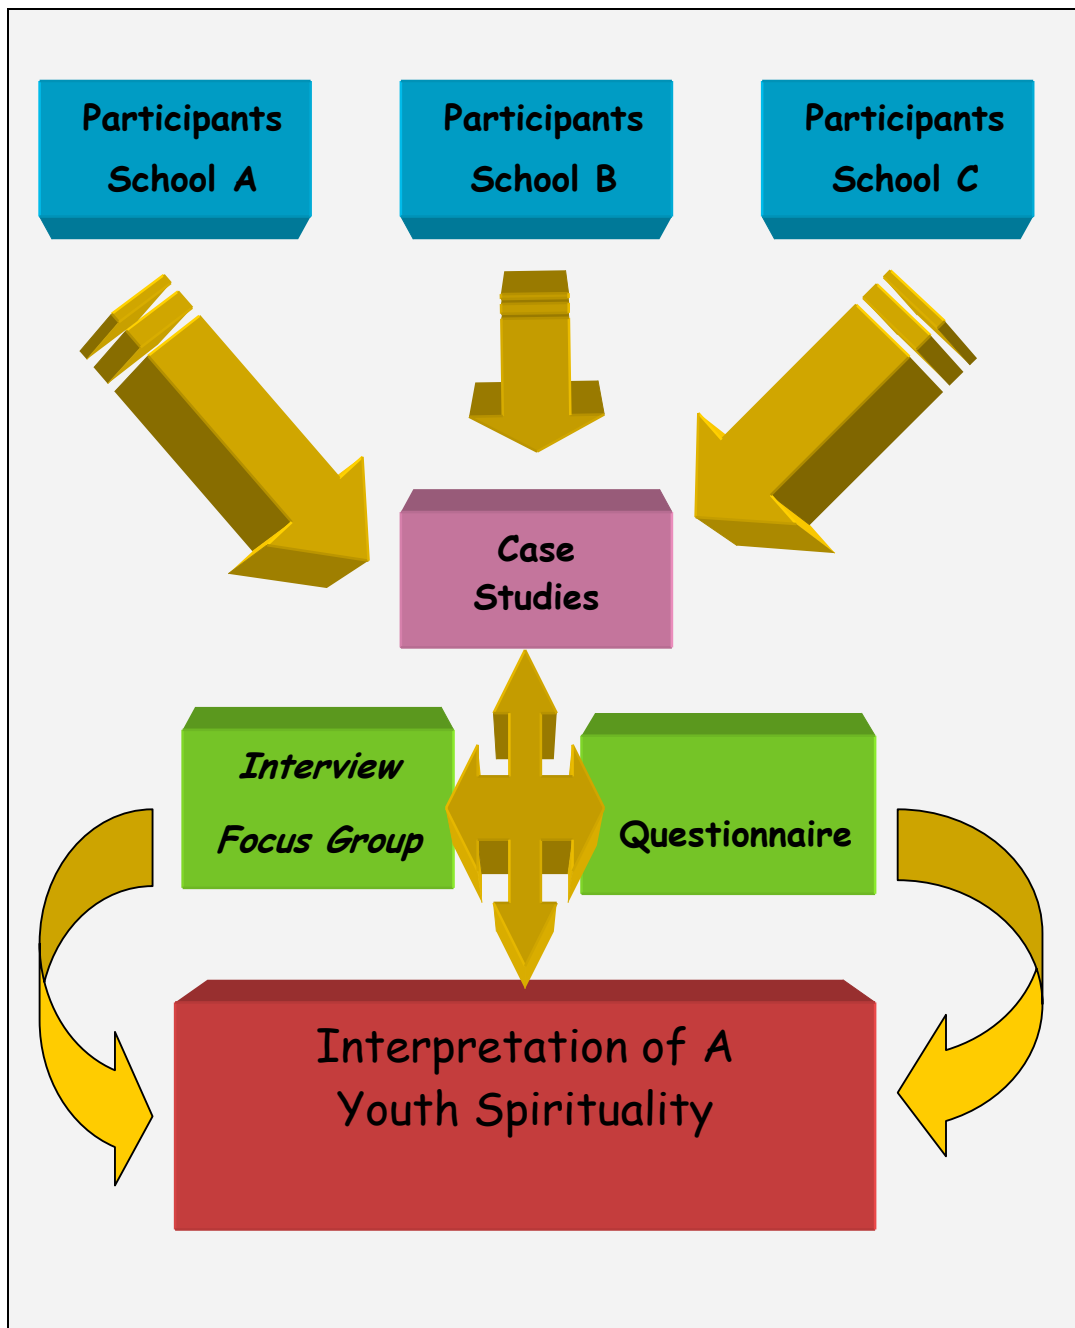 Participants
School A
Participants
School B
Participants
School C
Case
Studies
Interview
Focus Group
Questionnaire
Interpretation of A
Youth Spirituality